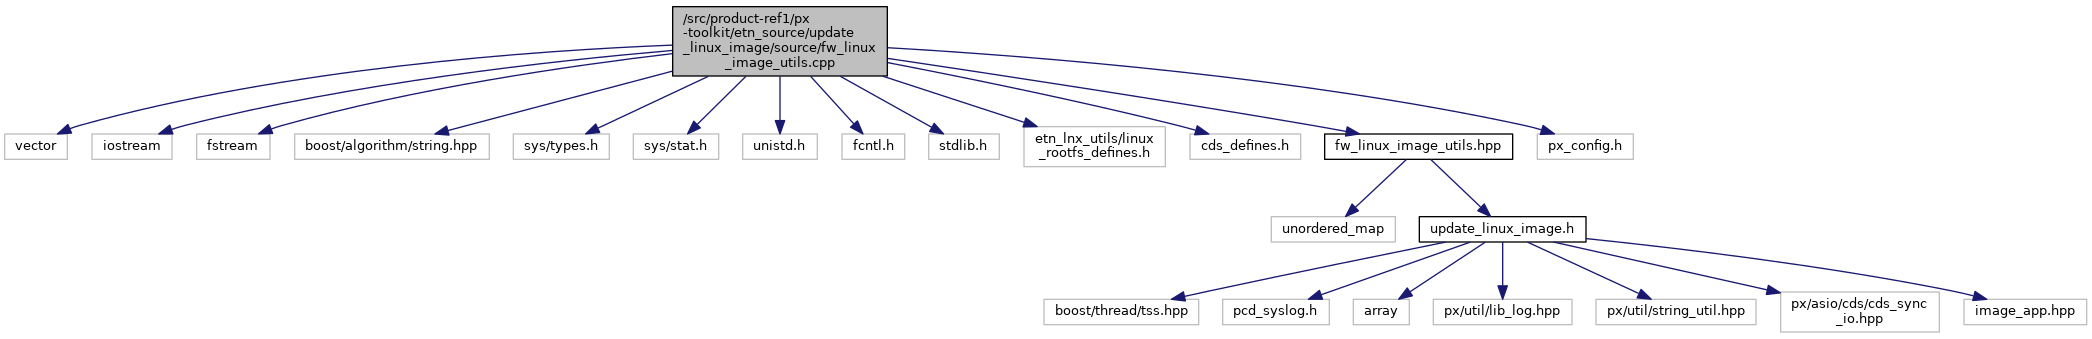 /src/product-ref1/px
-toolkit/etn_source/update
_linux_image/source/fw_linux
_image_utils.cpp
vector
iostream
fstream
boost/algorithm/string.hpp
sys/types.h
sys/stat.h
unistd.h
fcntl.h
stdlib.h
etn_lnx_utils/linux
_rootfs_defines.h
cds_defines.h
fw_linux_image_utils.hpp
px_config.h
unordered_map
update_linux_image.h
boost/thread/tss.hpp
pcd_syslog.h
array
px/util/lib_log.hpp
px/util/string_util.hpp
px/asio/cds/cds_sync
_io.hpp
image_app.hpp